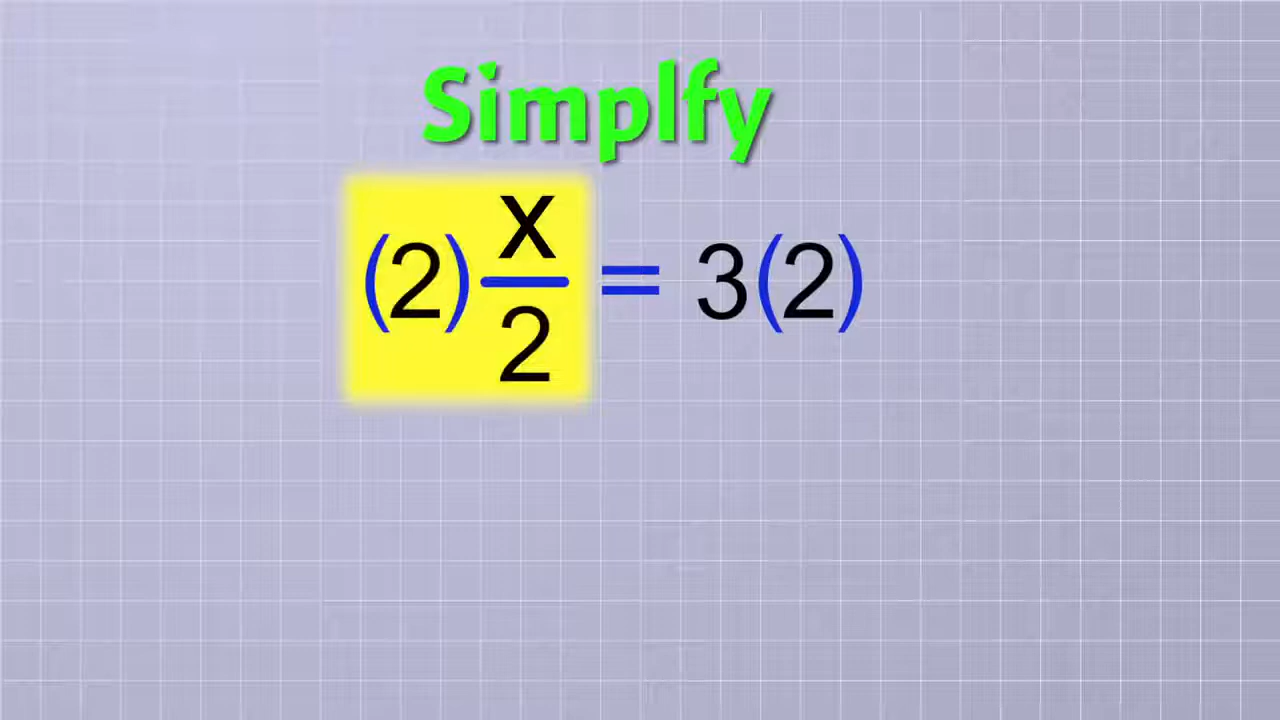 Simplfy
(2) x/2 = 3(2)